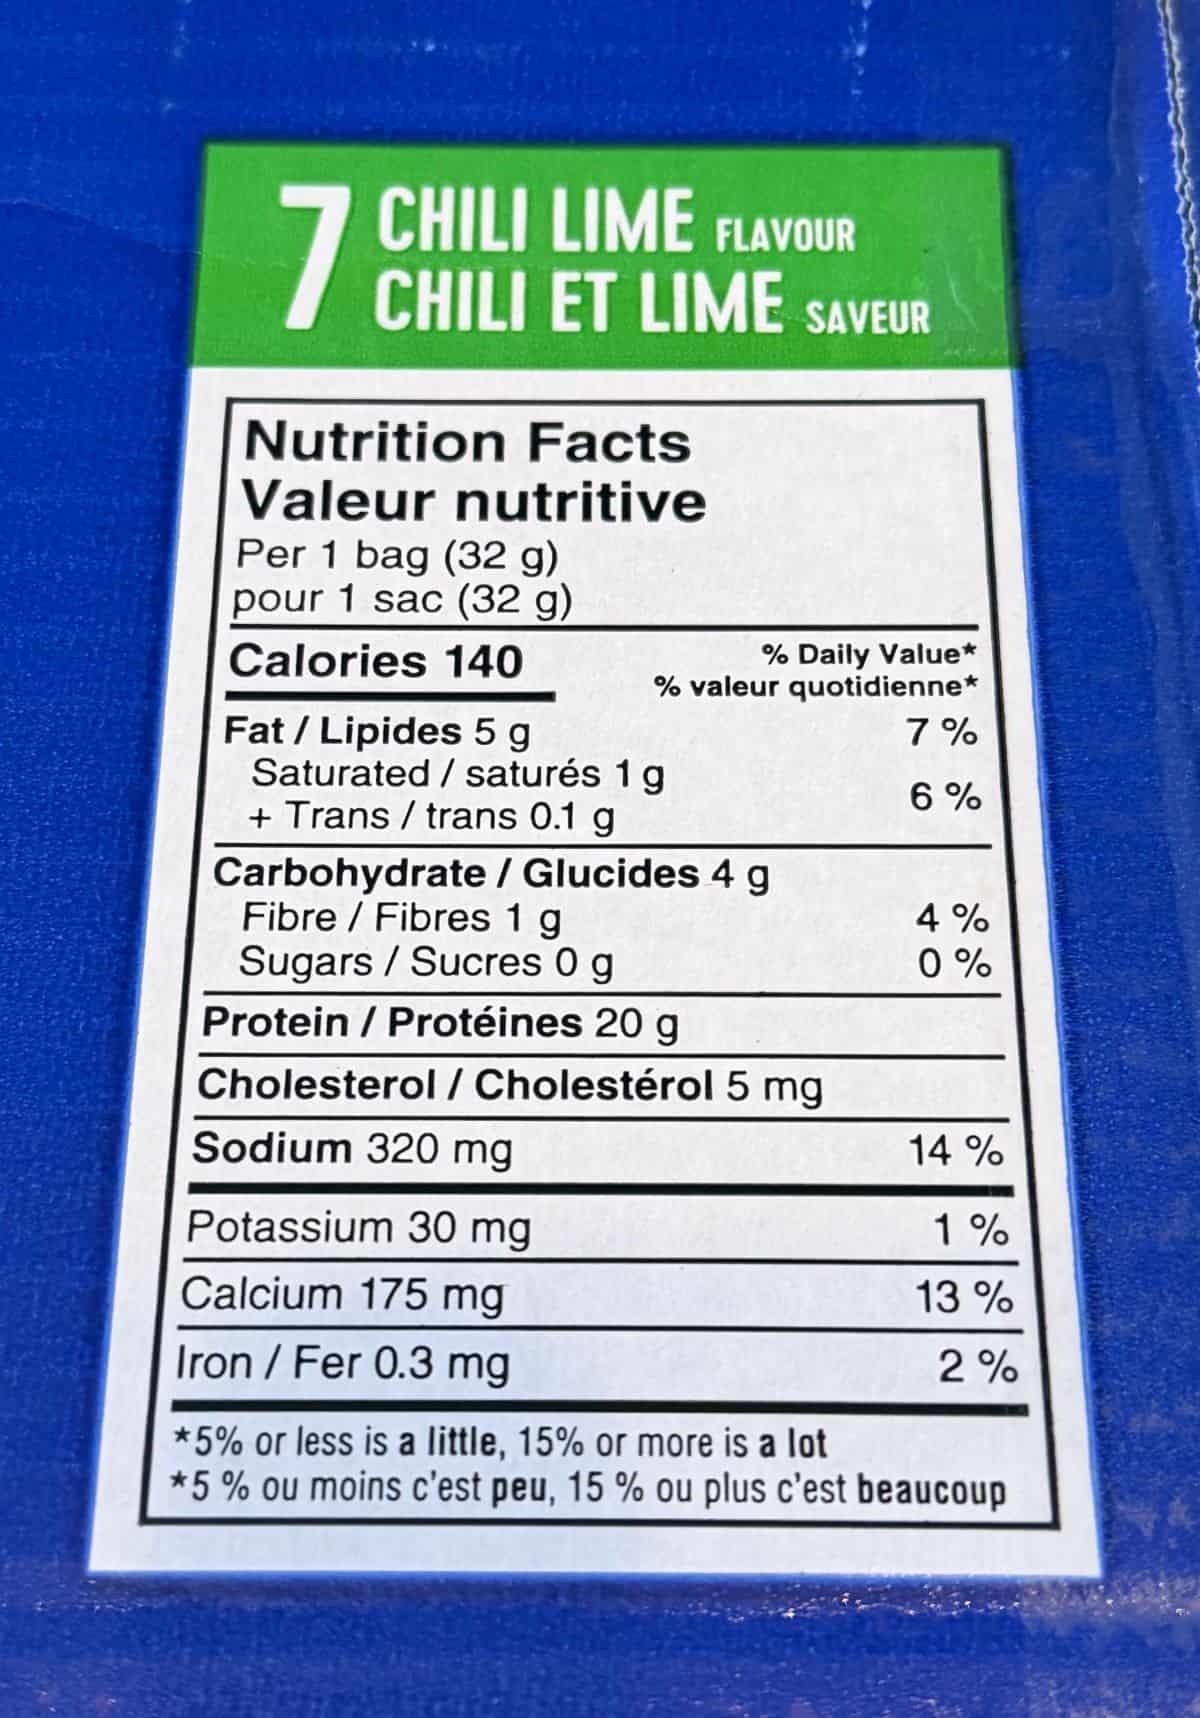 7 CHILI LIME FLAVOUR
CHILI ET LIME SAVEUR
Nutrition Facts
Valeur nutritive
Per 1 bag (32 g)
pour 1 sac (32 g)
Calories 140 % Daily Value*
% valeur quotidienne*
Fat / Lipides 5 g 7 %
Saturated / saturés 1 g
+ Trans / trans 0.1 g 6 %
Carbohydrate / Glucides 4 g
Fibre / Fibres 1 g 4 %
Sugars / Sucres 0 g 0 %
Protein / Protéines 20 g
Cholesterol / Cholestérol 5 mg
Sodium 320 mg 14 %
Potassium 30 mg 1 %
Calcium 175 mg 13 %
Iron / Fer 0.3 mg 2 %
*5% or less is a little, 15% or more is a lot
*5 % ou moins c'est peu, 15 % ou plus c'est beaucoup